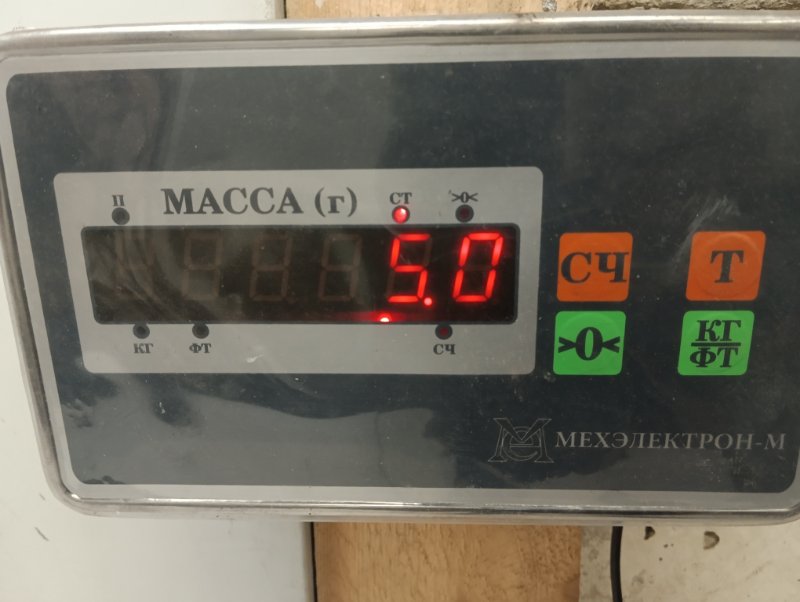 П МАССА (г) СТ >0<
5.0
КГ ФТ СЧ
СЧ Т
>0< КГ
ФТ
МЕХЭЛЕКТРОН-М